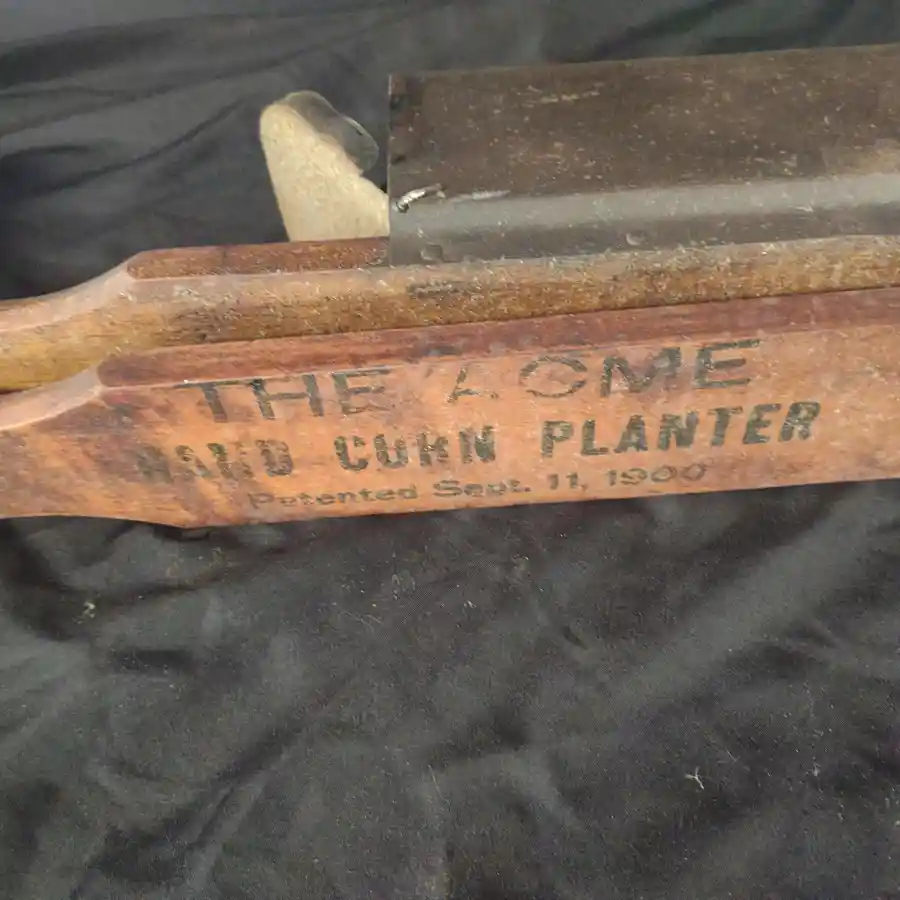 THE ACME
HAND CORN PLANTER
Patented Sept. 11, 1900